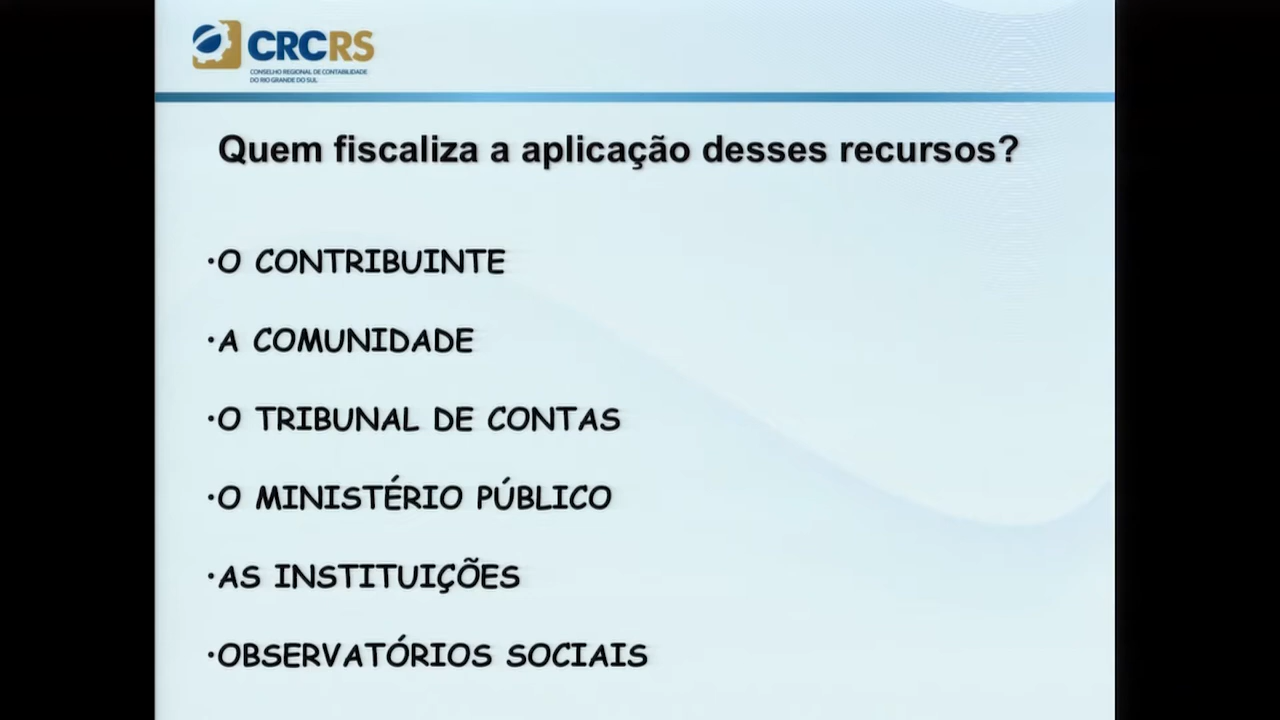 CRCRS
CONSELHO REGIONAL DE CONTABILIDADE
DO RIO GRANDE DO SUL
Quem fiscaliza a aplicação desses recursos?
•O CONTRIBUINTE
•A COMUNIDADE
•O TRIBUNAL DE CONTAS
•O MINISTÉRIO PÚBLICO
•AS INSTITUIÇÕES
•OBSERVATÓRIOS SOCIAIS